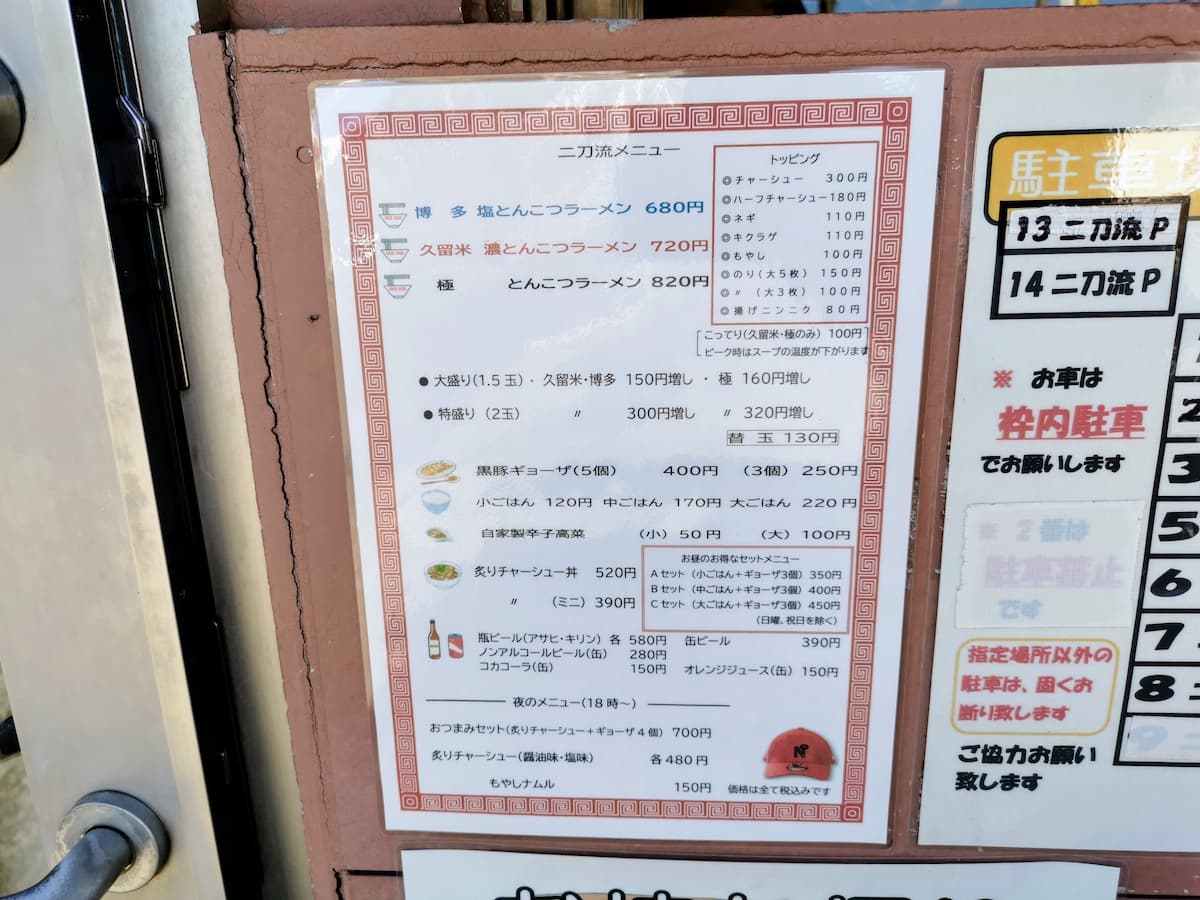 二刀流メニュー
博 多 塩とんこつラーメン 680円
久留米 濃とんこつラーメン 720円
極 とんこつラーメン 820円
トッピング
◎チャーシュー 300円
◎ハーフチャーシュー180円
◎ネギ 110円
◎キクラゲ 110円
◎もやし 100円
◎のり(大5枚) 150円
◎〃 (大3枚) 100円
◎揚げニンニク 80円
こってり(久留米・極のみ) 100円
ピーク時はスープの温度が下がります
●大盛り(1.5玉)・ 久留米・博多 150円増し ・ 極 160円増し
●特盛り (2玉) 〃 300円増し 〃 320円増し
替 玉 130円
黒豚ギョーザ(5個) 400円 (3個) 250円
小ごはん 120円 中ごはん 170円 大ごはん 220円
自家製辛子高菜 (小) 50円 (大) 100円
炙りチャーシュー丼 520円
〃 (ミニ) 390円
お昼のお得なセットメニュー
Aセット (小ごはん+ギョーザ3個) 350円
Bセット (中ごはん+ギョーザ3個) 400円
Cセット (大ごはん+ギョーザ3個) 450円
(日曜、祝日を除く)
瓶ビール(アサヒ・キリン) 各 580円 缶ビール 390円
ノンアルコールビール(缶) 280円
コカコーラ(缶) 150円 オレンジジュース(缶) 150円
夜のメニュー(18時~)
おつまみセット(炙りチャーシュー+ギョーザ4個) 700円
炙りチャーシュー(醤油味・塩味) 各480円
もやしナムル 150円
価格は全て税込みです
N
駐車
13 二刀流 P
14 二刀流 P
※ お車は
枠内駐車
でお願いします
※ 2番は
駐車禁止
です
指定場所以外の
駐車は、固くお
断り致します
ご協力お願い
致します
2
3
5
6
7
8
9